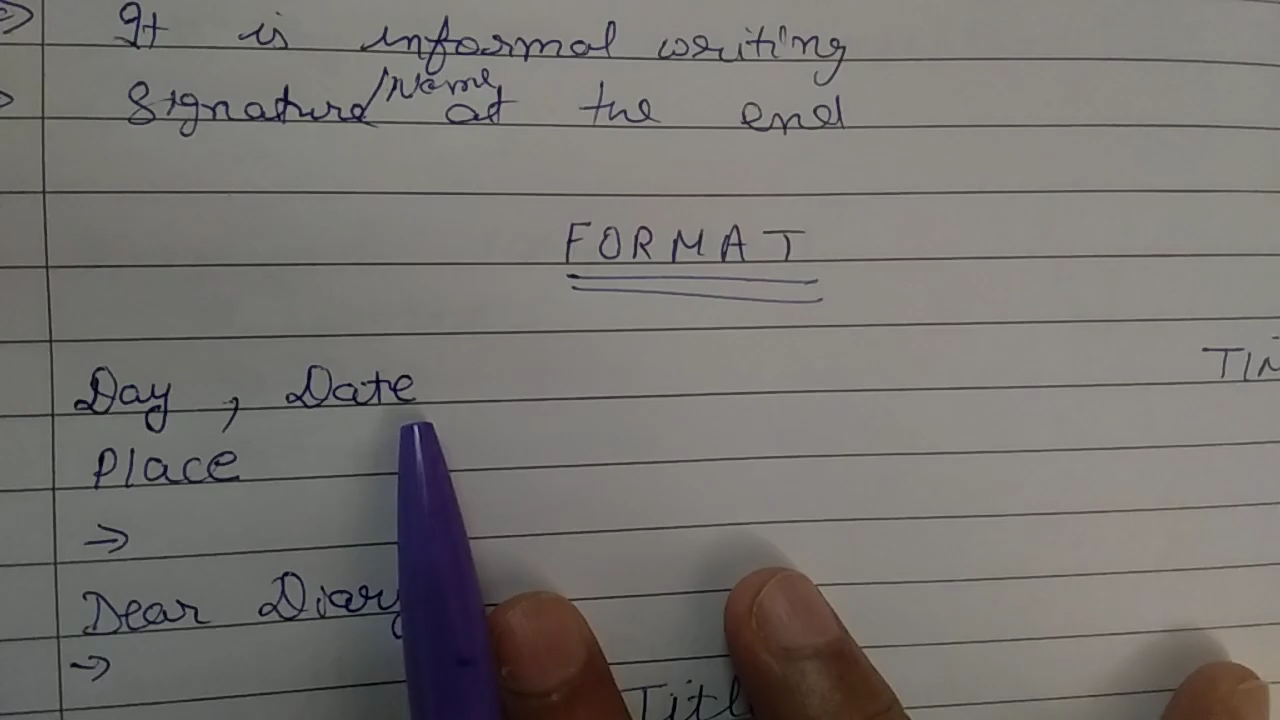 ⇒ It is informal writing
Signature/Name at the end
FORMAT
Day, Date
Place
→
Dear Diary
→